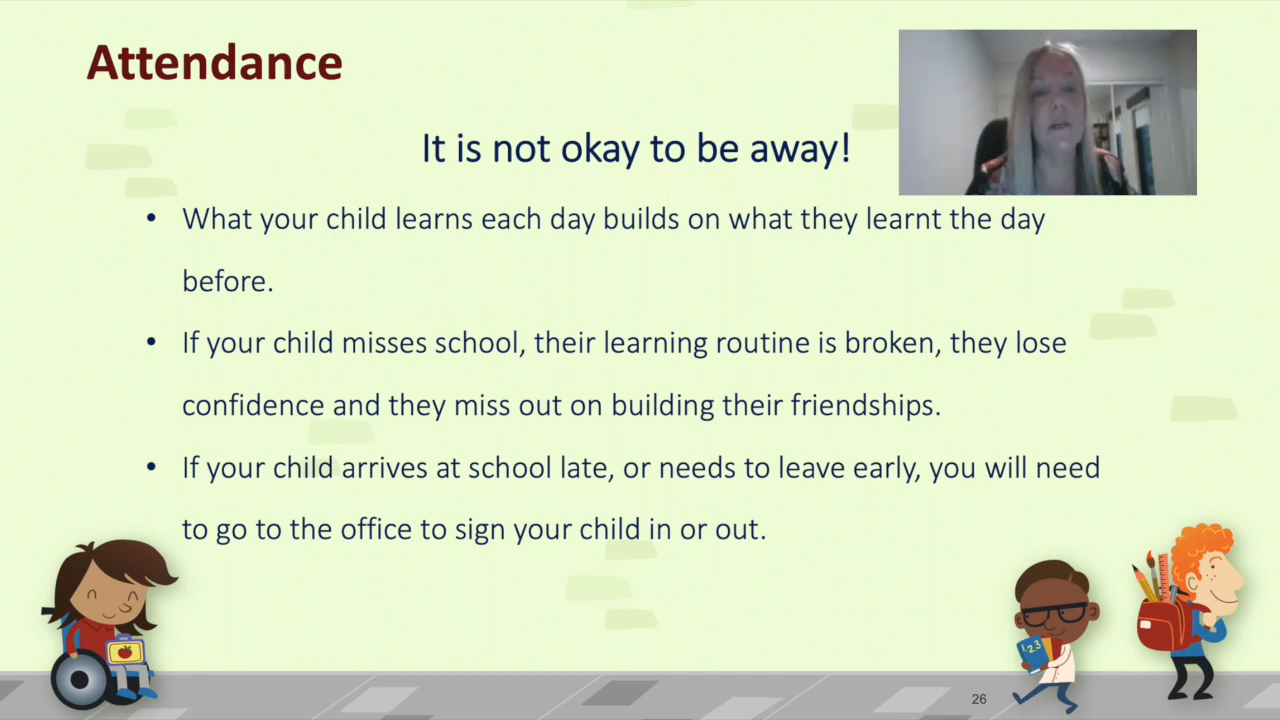 Attendance
It is not okay to be away!
• What your child learns each day builds on what they learnt the day
before.
• If your child misses school, their learning routine is broken, they lose
confidence and they miss out on building their friendships.
• If your child arrives at school late, or needs to leave early, you will need
to go to the office to sign your child in or out.
1,2,3
26